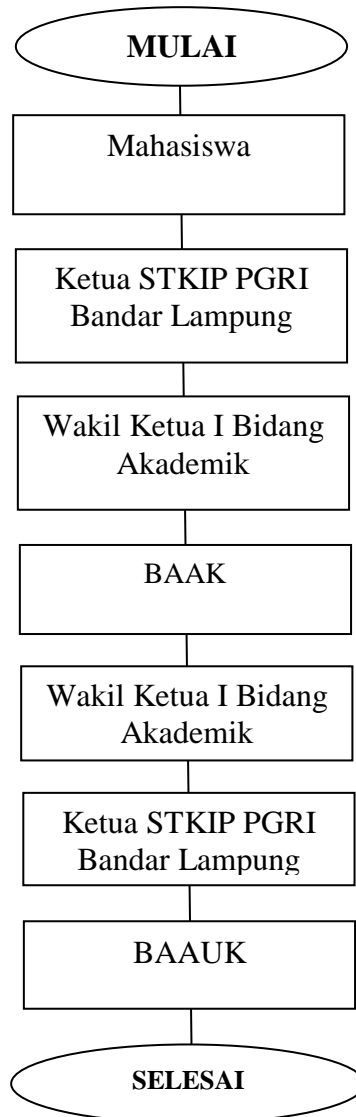 MULAI
Mahasiswa
Ketua STKIP PGRI
Bandar Lampung
Wakil Ketua I Bidang
Akademik
BAAK
Wakil Ketua I Bidang
Akademik
Ketua STKIP PGRI
Bandar Lampung
BAAUK
SELESAI